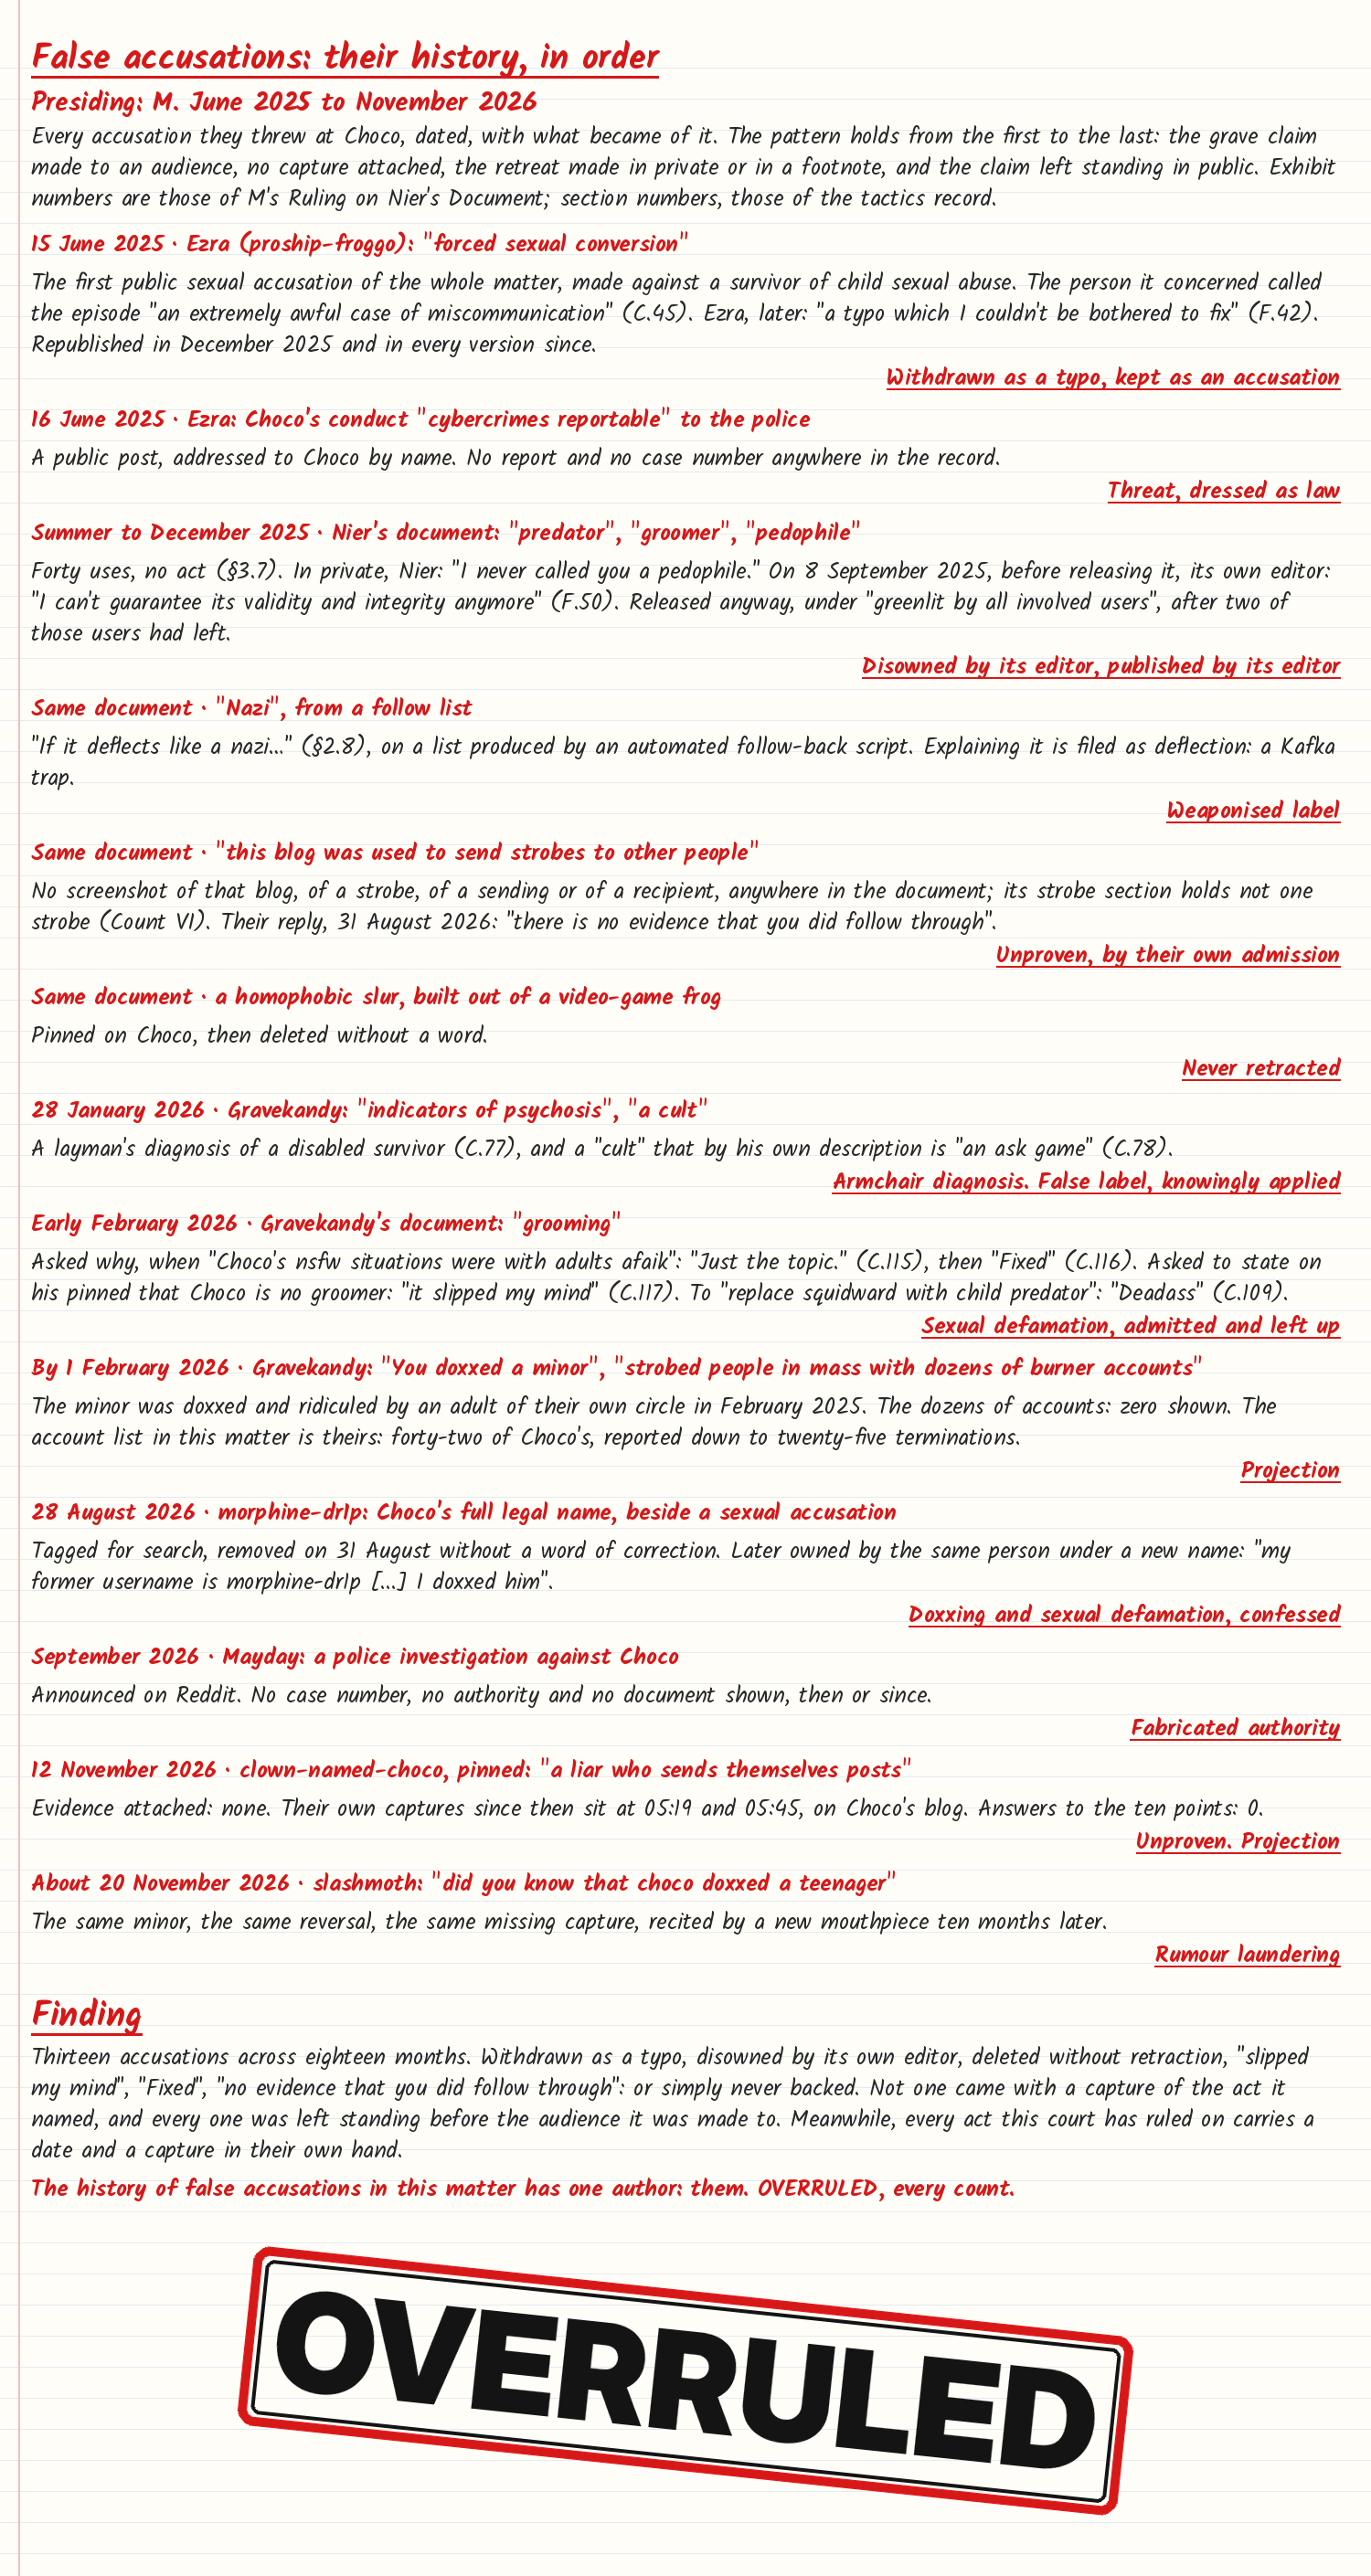 False accusations: their history, in order
Presiding: M. June 2025 to November 2026
Every accusation they threw at Choco, dated, with what became of it. The pattern holds from the first to the last: the grave claim
made to an audience, no capture attached, the retreat made in private or in a footnote, and the claim left standing in public. Exhibit
numbers are those of M's Ruling on Nier's Document; section numbers, those of the tactics record.
15 June 2025 · Ezra (proship-froggo): "forced sexual conversion"
The first public sexual accusation of the whole matter, made against a survivor of child sexual abuse. The person it concerned called
the episode "an extremely awful case of miscommunication" (C.45). Ezra, later: "a typo which I couldn't be bothered to fix" (F.42).
Republished in December 2025 and in every version since.
Withdrawn as a typo, kept as an accusation
16 June 2025 · Ezra: Choco's conduct "cybercrimes reportable" to the police
A public post, addressed to Choco by name. No report and no case number anywhere in the record.
Threat, dressed as law
Summer to December 2025 · Nier's document: "predator", "groomer", "pedophile"
Forty uses, no act (§3.7). In private, Nier: "I never called you a pedophile." On 8 September 2025, before releasing it, its own editor:
"I can't guarantee its validity and integrity anymore" (F.50). Released anyway, under "greenlit by all involved users", after two of
those users had left.
Disowned by its editor, published by its editor
Same document · "Nazi", from a follow list
"If it deflects like a nazi..." (§2.8), on a list produced by an automated follow-back script. Explaining it is filed as deflection: a Kafka
trap.
Weaponised label
Same document · "this blog was used to send strobes to other people"
No screenshot of that blog, of a strobe, of a sending or of a recipient, anywhere in the document; its strobe section holds not one
strobe (Count VI). Their reply, 31 August 2026: "there is no evidence that you did follow through".
Unproven, by their own admission
Same document · a homophobic slur, built out of a video-game frog
Pinned on Choco, then deleted without a word.
Never retracted
28 January 2026 · Gravekandy: "indicators of psychosis", "a cult"
A layman's diagnosis of a disabled survivor (C.77), and a "cult" that by his own description is "an ask game" (C.78).
Armchair diagnosis. False label, knowingly applied
Early February 2026 · Gravekandy's document: "grooming"
Asked why, when "Choco's nsfw situations were with adults afaik": "Just the topic." (C.115), then "Fixed" (C.116). Asked to state on
his pinned that Choco is no groomer: "it slipped my mind" (C.117). To "replace squidward with child predator": "Deadass" (C.109).
Sexual defamation, admitted and left up
By 1 February 2026 · Gravekandy: "You doxxed a minor", "strobed people in mass with dozens of burner accounts"
The minor was doxxed and ridiculed by an adult of their own circle in February 2025. The dozens of accounts: zero shown. The
account list in this matter is theirs: forty-two of Choco's, reported down to twenty-five terminations.
Projection
28 August 2026 · morphine-dr1p: Choco's full legal name, beside a sexual accusation
Tagged for search, removed on 31 August without a word of correction. Later owned by the same person under a new name: "my
former username is morphine-dr1p [...] I doxxed him".
Doxxing and sexual defamation, confessed
September 2026 · Mayday: a police investigation against Choco
Announced on Reddit. No case number, no authority and no document shown, then or since.
Fabricated authority
12 November 2026 · clown-named-choco, pinned: "a liar who sends themselves posts"
Evidence attached: none. Their own captures since then sit at 05:19 and 05:45, on Choco's blog. Answers to the ten points: 0.
Unproven. Projection
About 20 November 2026 · slashmoth: "did you know that choco doxxed a teenager"
The same minor, the same reversal, the same missing capture, recited by a new mouthpiece ten months later.
Rumour laundering
Finding
Thirteen accusations across eighteen months. Withdrawn as a typo, disowned by its own editor, deleted without retraction, "slipped
my mind", "Fixed", "no evidence that you did follow through": or simply never backed. Not one came with a capture of the act it
named, and every one was left standing before the audience it was made to. Meanwhile, every act this court has ruled on carries a
date and a capture in their own hand.
The history of false accusations in this matter has one author: them. OVERRULED, every count.
OVERRULED